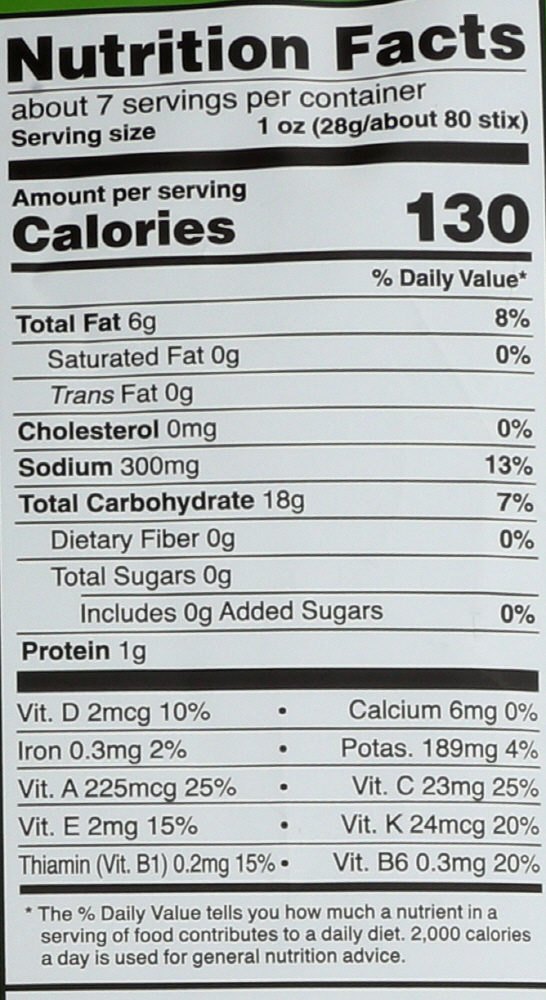 Nutrition Facts
about 7 servings per container
Serving size 1 oz (28g/about 80 stix)
Amount per serving
Calories 130
% Daily Value*
Total Fat 6g 8%
Saturated Fat 0g 0%
Trans Fat 0g
Cholesterol 0mg 0%
Sodium 300mg 13%
Total Carbohydrate 18g 7%
Dietary Fiber 0g 0%
Total Sugars 0g
Includes 0g Added Sugars 0%
Protein 1g
Vit. D 2mcg 10% • Calcium 6mg 0%
Iron 0.3mg 2% • Potas. 189mg 4%
Vit. A 225mcg 25% • Vit. C 23mg 25%
Vit. E 2mg 15% • Vit. K 24mcg 20%
Thiamin (Vit. B1) 0.2mg 15% • Vit. B6 0.3mg 20%
* The % Daily Value tells you how much a nutrient in a
serving of food contributes to a daily diet. 2,000 calories
a day is used for general nutrition advice.